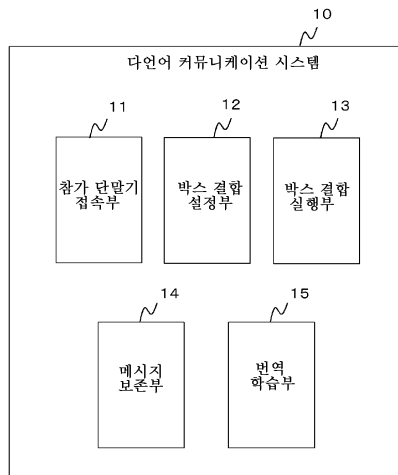 10
다언어 커뮤니케이션 시스템
11
12
13
참가 단말기
접속부
박스 결합
설정부
박스 결합
실행부
14
15
메시지
보존부
번역
학습부